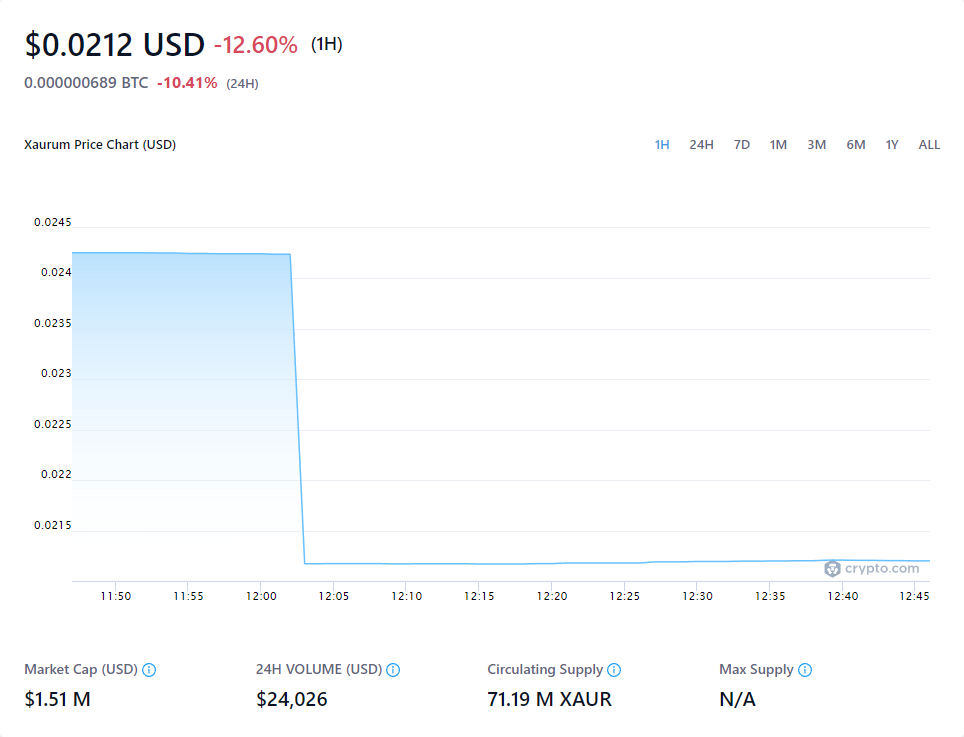 $0.0212 USD -12.60% (1H)
0.000000689 BTC -10.41% (24H)
Xaurum Price Chart (USD) 1H 24H 7D 1M 3M 6M 1Y ALL
0.0245
0.024
0.0235
0.023
0.0225
0.022
0.0215
crypto.com
11:50 11:55 12:00 12:05 12:10 12:15 12:20 12:25 12:30 12:35 12:40 12:45
Market Cap (USD) 24H VOLUME (USD) Circulating Supply Max Supply
$1.51 M $24,026 71.19 M XAUR N/A